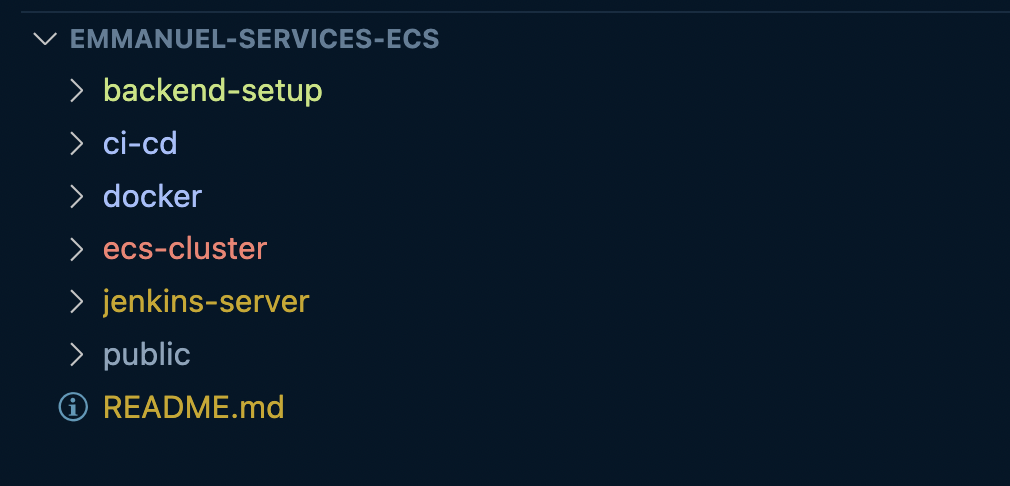 EMMANUEL-SERVICES-ECS
backend-setup
ci-cd
docker
ecs-cluster
jenkins-server
public
README.md